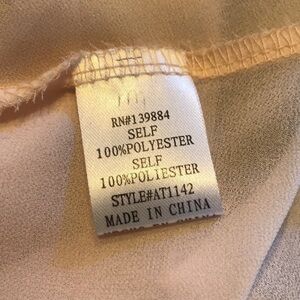 RN#139884
SELF
100%POLYESTER
SELF
100%POLIESTER
STYLE#AT1142
MADE IN CHINA